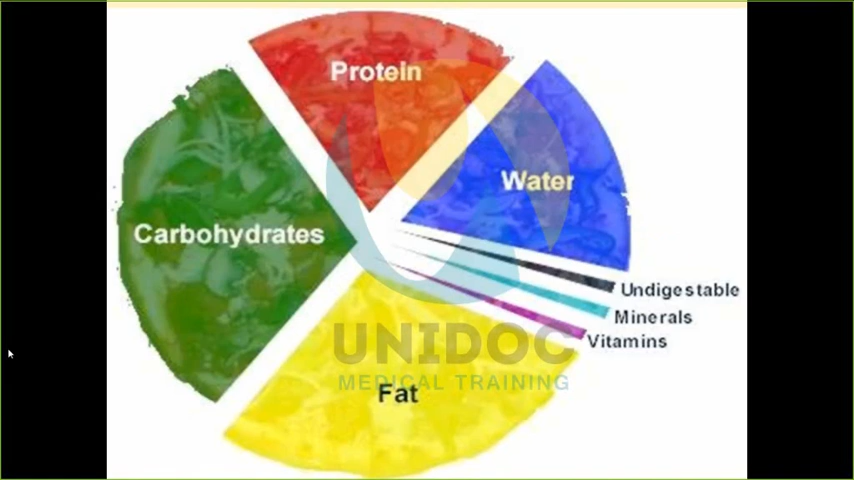 Protein
Water
Carbohydrates
Undigestable
Minerals
Vitamins
UNIDOC
MEDICAL TRAINING
Fat